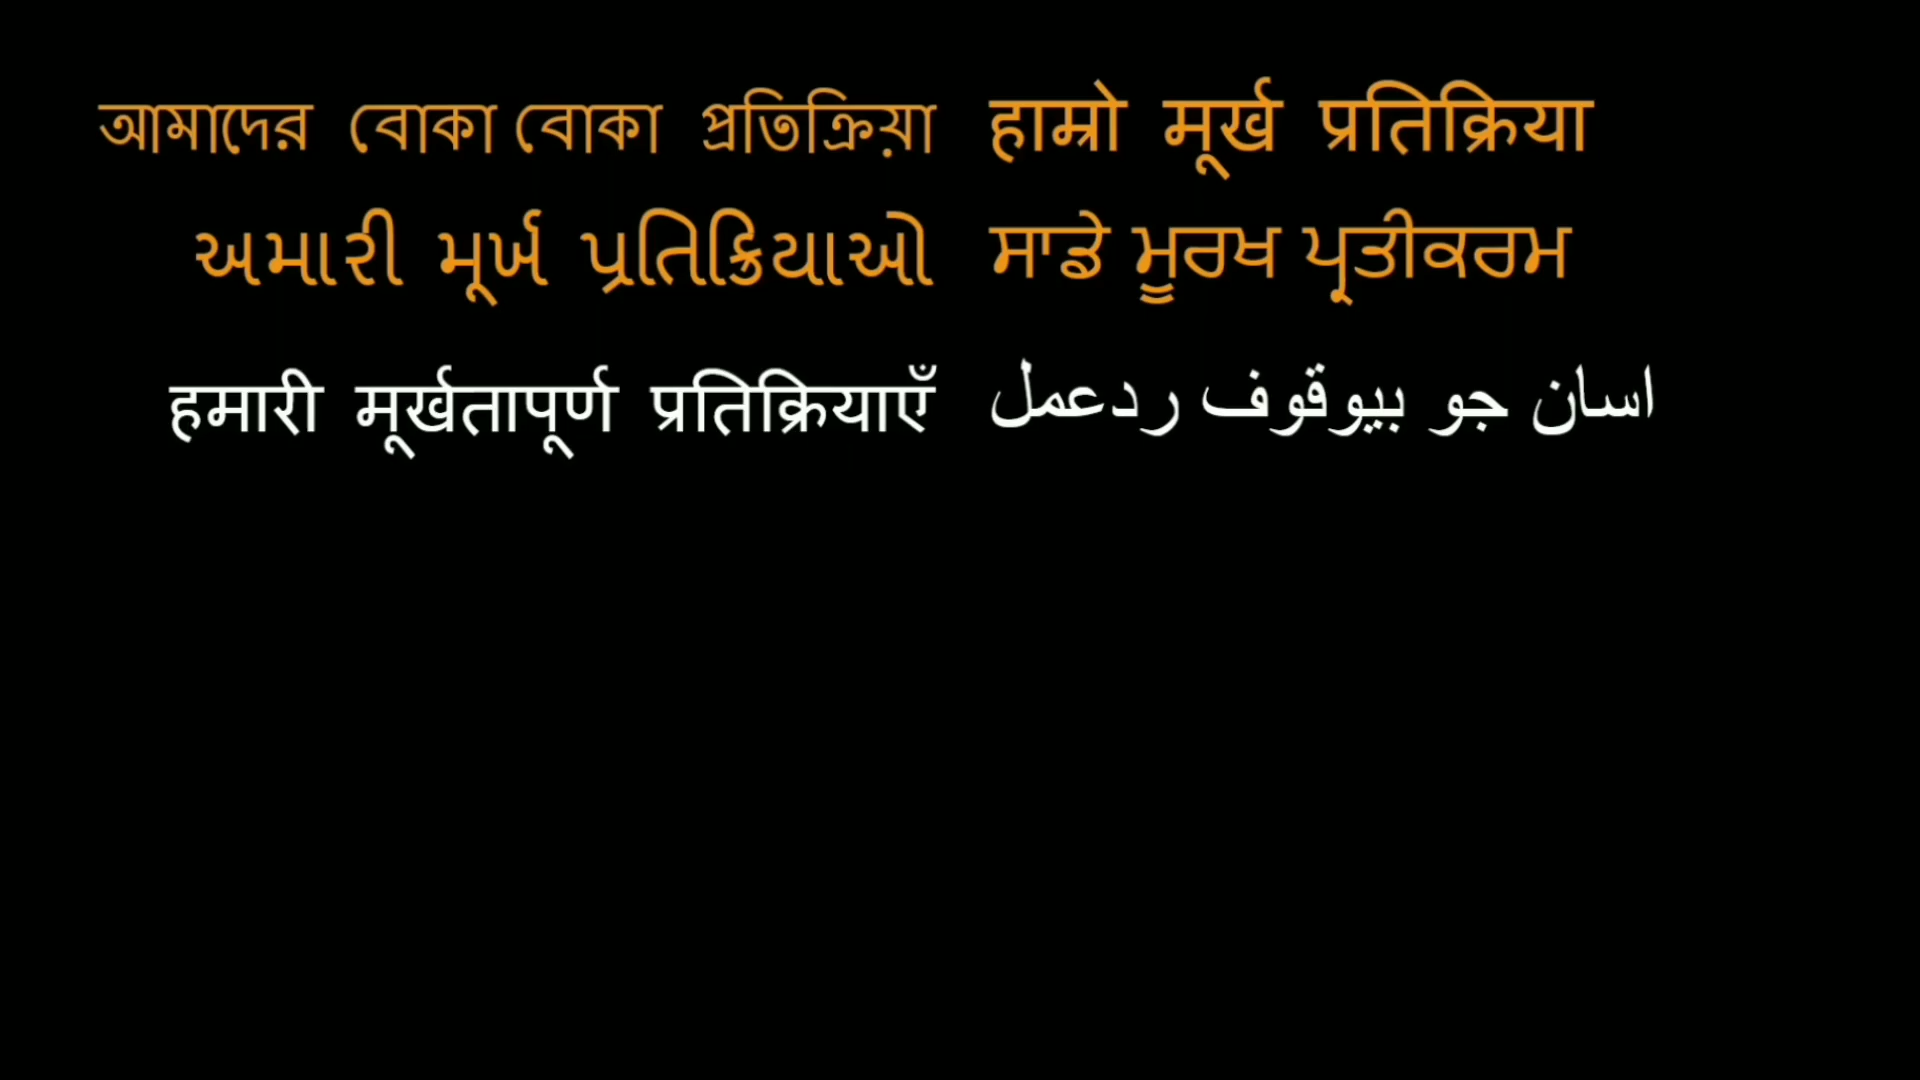 আমাদের বোকা বোকা প্রতিক্রিয়া हाम्रो मूर्ख प्रतिक्रिया
અમારી મૂર્ખ પ્રતિક્રિયાઓ ਸਾਡੇ ਮੂਰਖ ਪ੍ਰਤੀਕਰਮ
हमारी मूर्खतापूर्ण प्रतिक्रियाएँ اسان جو بيوقوف ردعمل